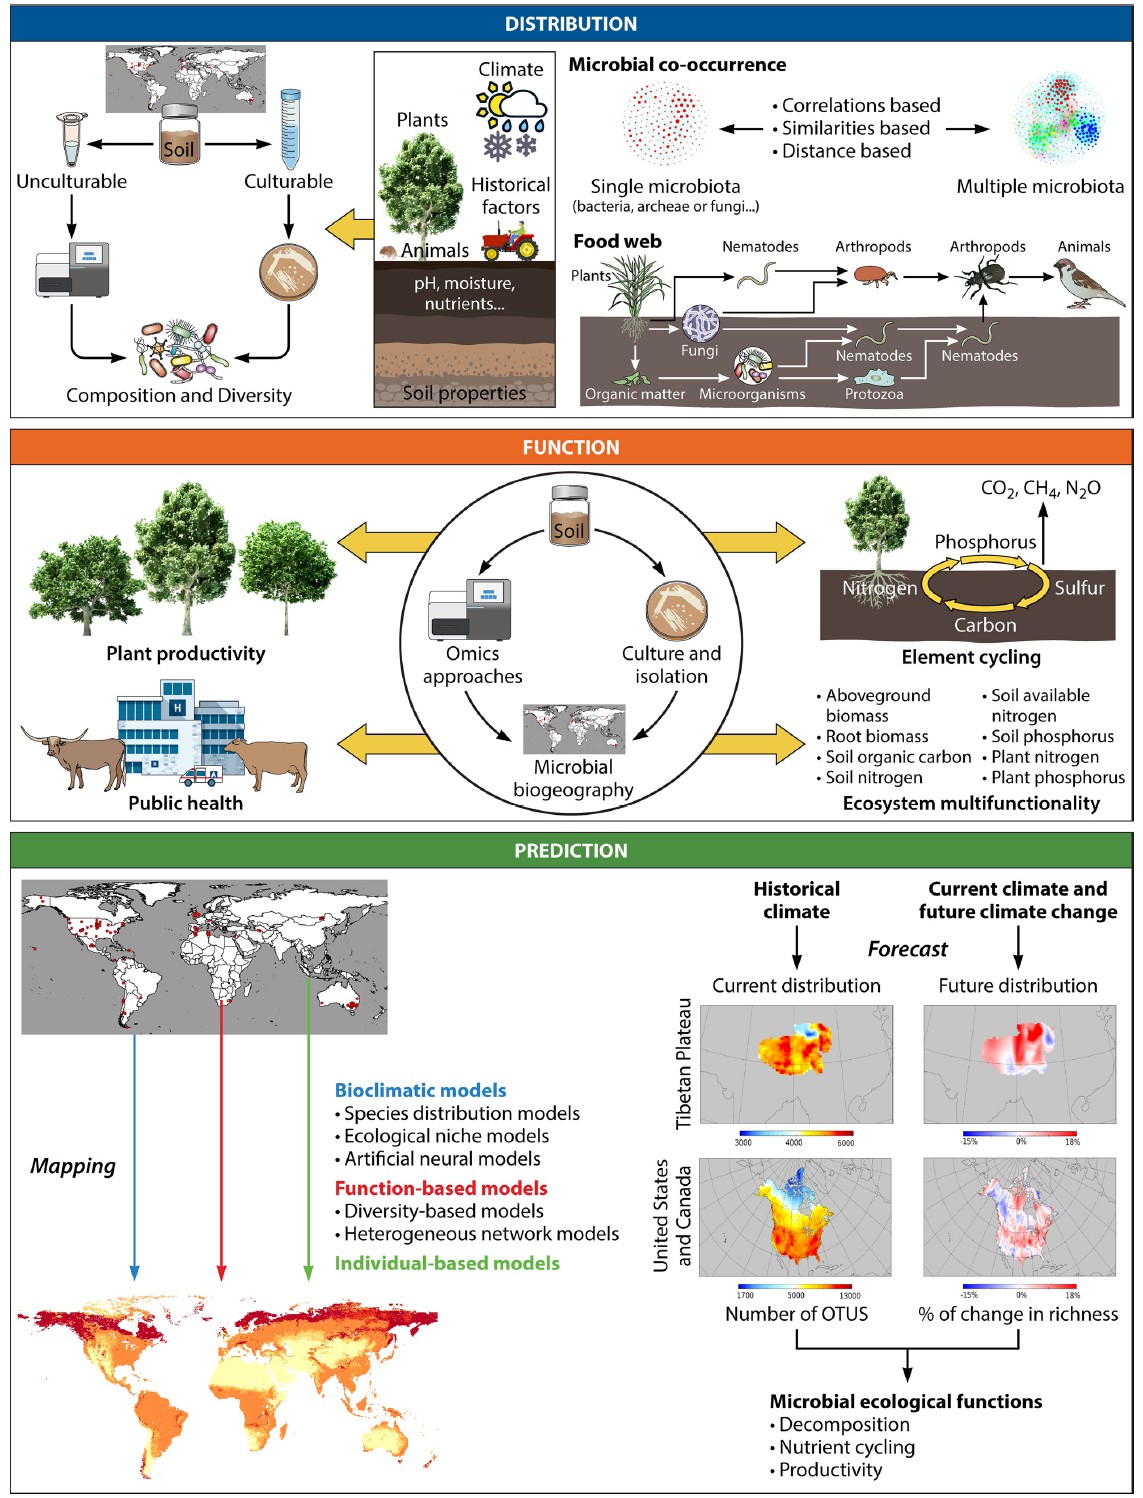 DISTRIBUTION
Soil
Unculturable
Culturable
Composition and Diversity
Climate
Plants
Historical
factors
Animals
pH, moisture,
nutrients...
Soil properties
Microbial co-occurrence
• Correlations based
• Similarities based
• Distance based
Single microbiota
(bacteria, archeae or fungi...)
Multiple microbiota
Food web
Plants
Nematodes
Arthropods
Arthropods
Animals
Fungi
Nematodes
Nematodes
Organic matter
Microorganisms
Protozoa
FUNCTION
Plant productivity
H
H
A
Public health
Soil
Omics
approaches
Culture and
isolation
Microbial
biogeography
CO2, CH4, N2O
Phosphorus
Nitrogen
Sulfur
Carbon
Element cycling
• Aboveground
biomass
• Root biomass
• Soil organic carbon
• Soil nitrogen
• Soil available
nitrogen
• Soil phosphorus
• Plant nitrogen
• Plant phosphorus
Ecosystem multifunctionality
PREDICTION
Mapping
Bioclimatic models
• Species distribution models
• Ecological niche models
• Artificial neural models
Function-based models
• Diversity-based models
• Heterogeneous network models
Individual-based models
Historical
climate
Current climate and
future climate change
Forecast
Current distribution
Future distribution
Tibetan Plateau
3000 4000 6000
-15% 0% 18%
United States
and Canada
1700 5000 13000
-15% 0% 18%
Number of OTUS
% of change in richness
Microbial ecological functions
• Decomposition
• Nutrient cycling
• Productivity